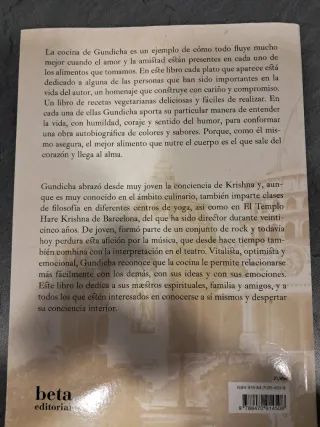 La cocina de Gundicha es un ejemplo de cómo todo fluye mucho
mejor cuando el amor y la amistad están presentes en cada uno de
los alimentos que tomamos. En este libro cada plato que aparece está
dedicado a alguna de las personas que han sido importantes en la
vida del autor, un homenaje que construye con cariño y compromiso.
Un libro de recetas vegetarianas deliciosas y fáciles de realizar. En
cada una de ellas Gundicha aporta su particular manera de entender
la vida, con humildad, coraje y sentido del humor, para conformar
una obra autobiográfica de colores y sabores. Porque, como él mis-
mo asegura, el mejor alimento que nutre el cuerpo es el que sale del
corazón y llega al alma.
Gundicha abrazó desde muy joven la conciencia de Krishna y, aun-
que es muy conocido en el ámbito culinario, también imparte clases
de filosofía en diferentes centros de yoga, así como en El Templo
Hare Krishna de Barcelona, del que ha sido director durante veinti-
cinco años. De joven, formó parte de un conjunto de rock y todavía
hoy perdura esta afición por la música, que desde hace tiempo tam-
bién combina con la interpretación en el teatro. Vitalista, optimista y
emocional, Gundicha reconoce que la cocina le permite relacionarse
más fácilmente con los demás, con sus ideas y con sus emociones.
Este libro lo dedica a sus maestros espirituales, familia y amigos, y a
todos los que estén interesados en conocerse a sí mismos y despertar
su conciencia interior.
beta
editorial